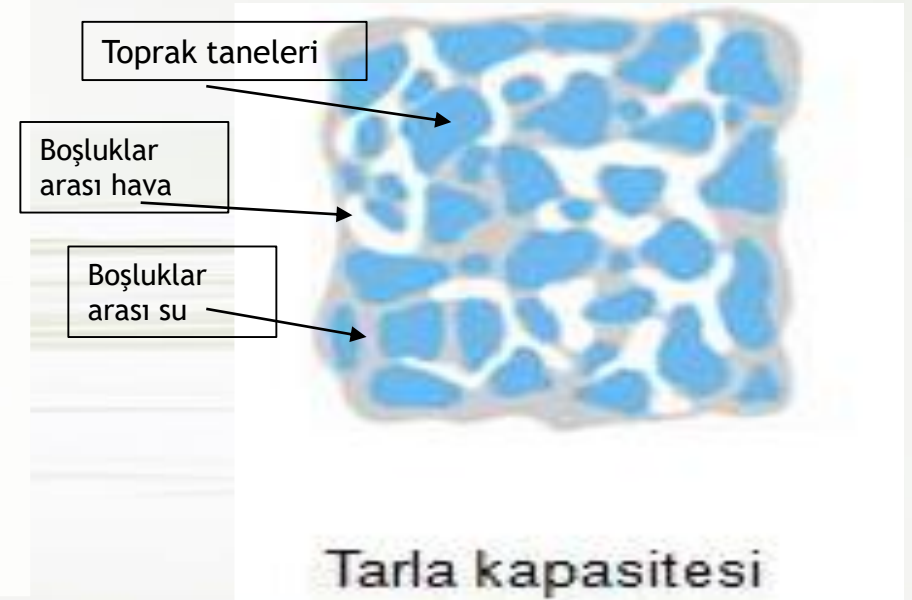 Toprak taneleri
Boşluklar
arası hava
Boşluklar
arası su
Tarla kapasitesi